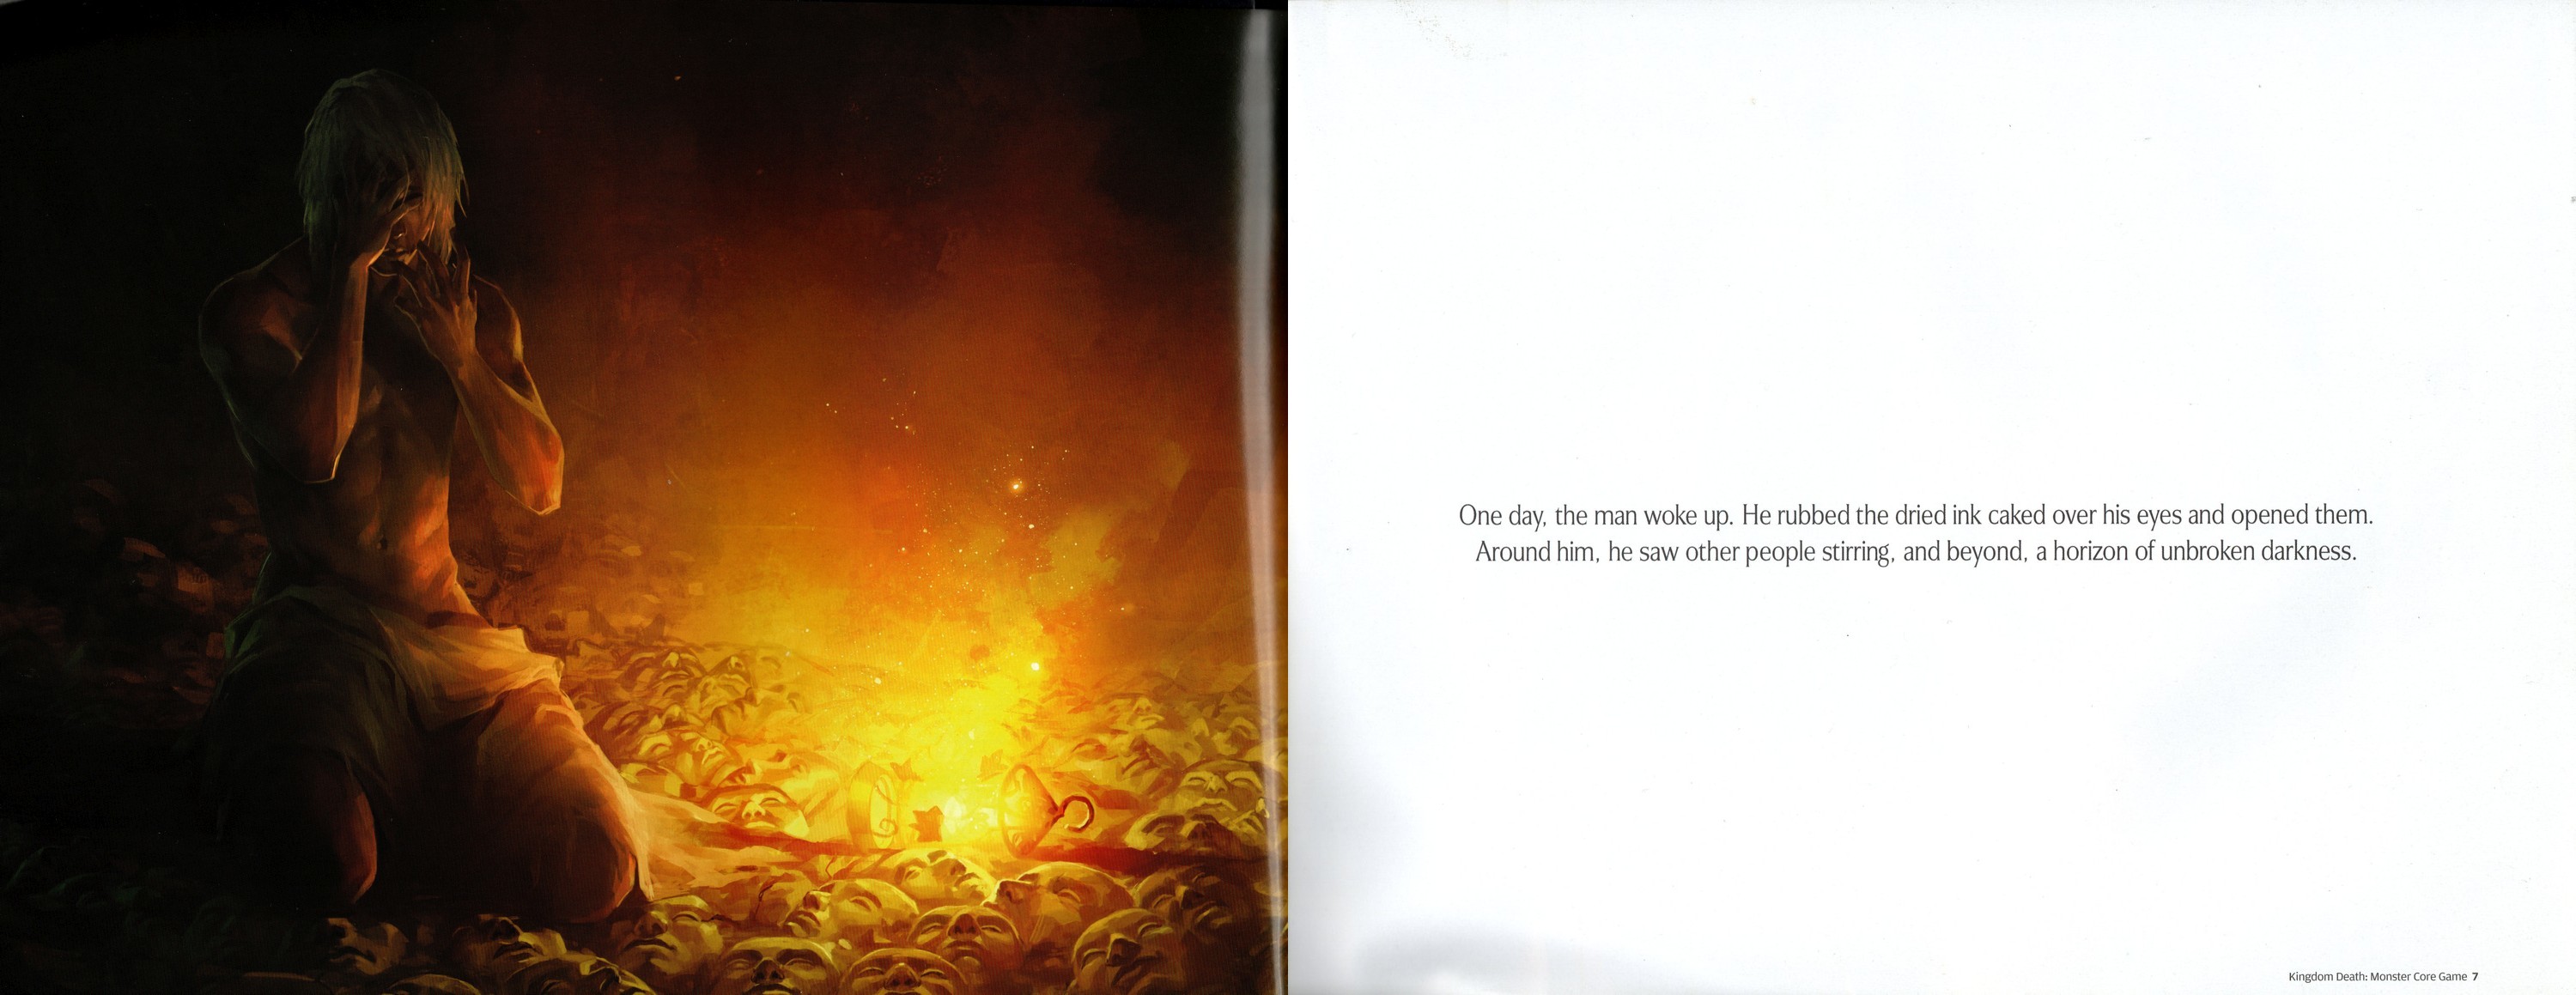 One day, the man woke up. He rubbed the dried ink caked over his eyes and opened them.
Around him, he saw other people stirring, and beyond, a horizon of unbroken darkness.
Kingdom Death: Monster Core Game 7